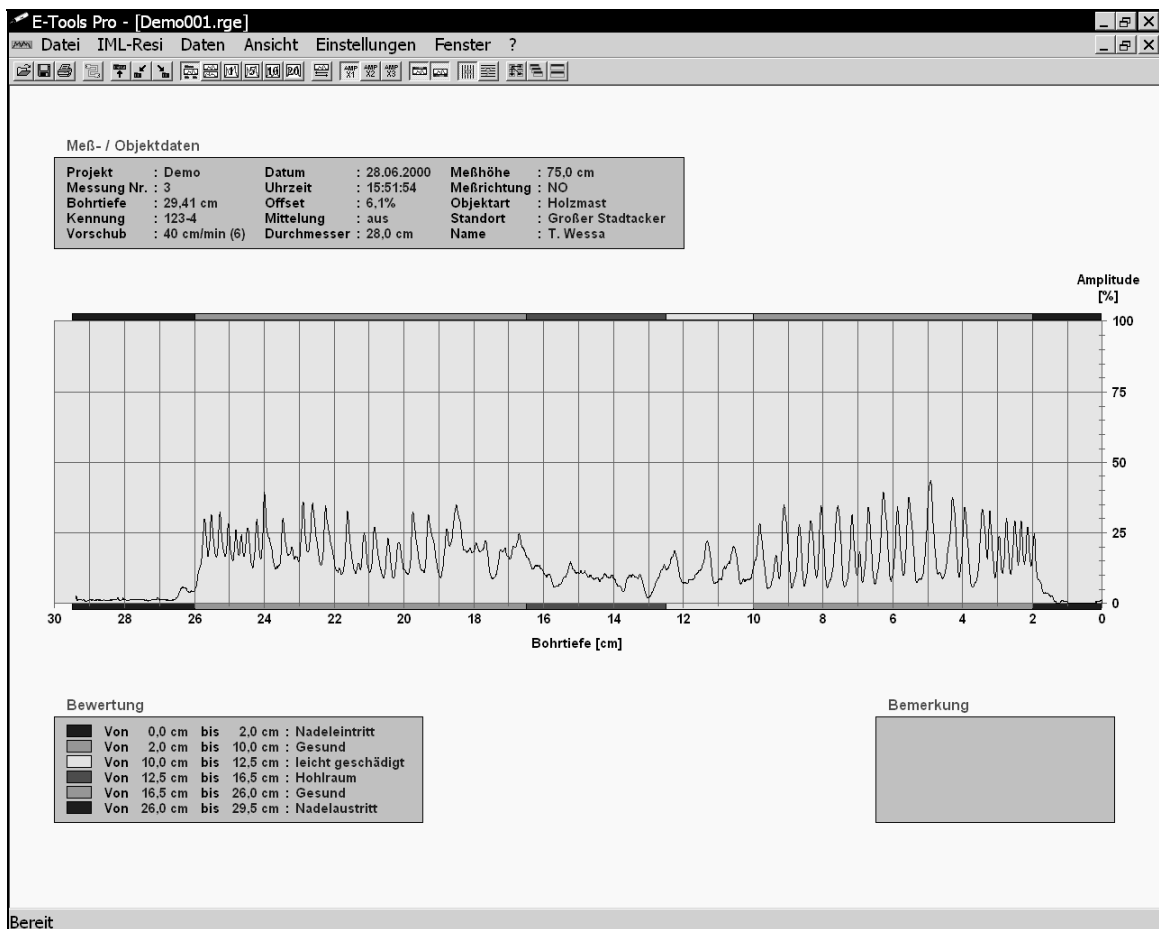 E-Tools Pro - [Demo001.rge]
Datei IML-Resi Daten Ansicht Einstellungen Fenster ?
AMP X1 AMP X2 AMP X3
Meß- / Objektdaten
Projekt : Demo Datum : 28.06.2000 Meßhöhe : 75,0 cm
Messung Nr. : 3 Uhrzeit : 15:51:54 Meßrichtung : NO
Bohrtiefe : 29,41 cm Offset : 6,1% Objektart : Holzmast
Kennung : 123-4 Mittelung : aus Standort : Großer Stadtacker
Vorschub : 40 cm/min (6) Durchmesser : 28,0 cm Name : T. Wessa
Amplitude
[%]
100
75
50
25
0
30 28 26 24 22 20 18 16 14 12 10 8 6 4 2 0
Bohrtiefe [cm]
Bewertung
Von 0,0 cm bis 2,0 cm : Nadeleintritt
Von 2,0 cm bis 10,0 cm : Gesund
Von 10,0 cm bis 12,5 cm : leicht geschädigt
Von 12,5 cm bis 16,5 cm : Hohlraum
Von 16,5 cm bis 26,0 cm : Gesund
Von 26,0 cm bis 29,5 cm : Nadelaustritt
Bemerkung
Bereit